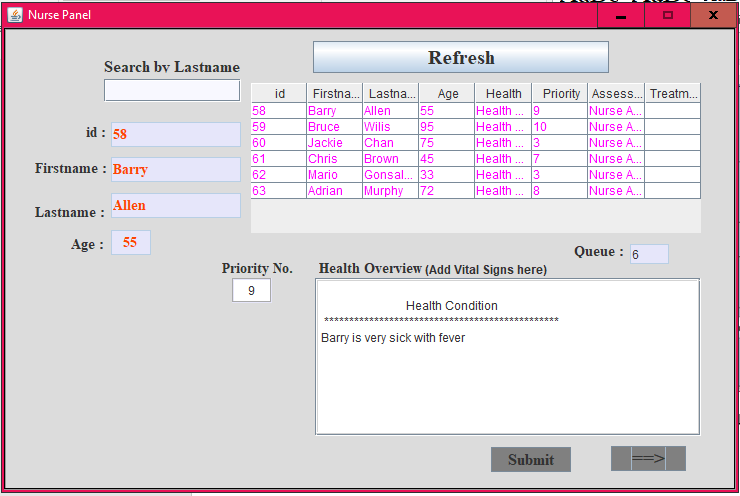 Nurse Panel
Search by Lastname
Refresh
id Firstna... Lastna... Age Health Priority Assess... Treatm...
58 Barry Allen 55 Health ... 9 Nurse A...
59 Bruce Wilis 95 Health ... 10 Nurse A...
60 Jackie Chan 75 Health ... 3 Nurse A...
61 Chris Brown 45 Health ... 7 Nurse A...
62 Mario Gonsal... 33 Health ... 3 Nurse A...
63 Adrian Murphy 72 Health ... 8 Nurse A...
id : 58
Firstname : Barry
Lastname : Allen
Age : 55
Queue : 6
Priority No.
9
Health Overview (Add Vital Signs here)
Health Condition
***********************************************
Barry is very sick with fever
Submit
==>